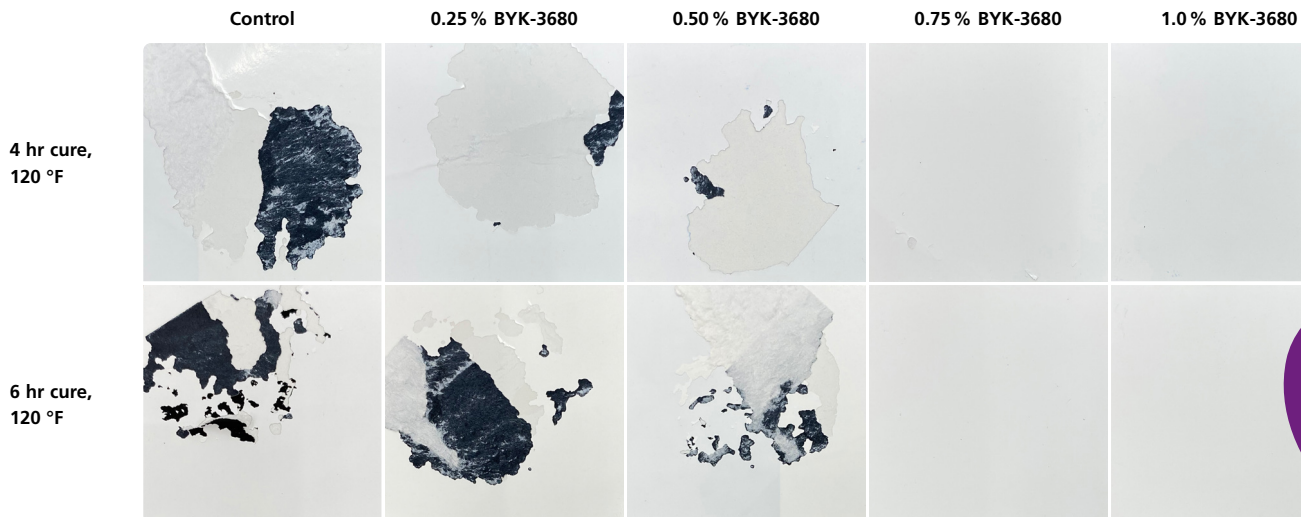 Control
0.25 % BYK-3680
0.50 % BYK-3680
0.75 % BYK-3680
1.0 % BYK-3680
4 hr cure,
120 °F
6 hr cure,
120 °F